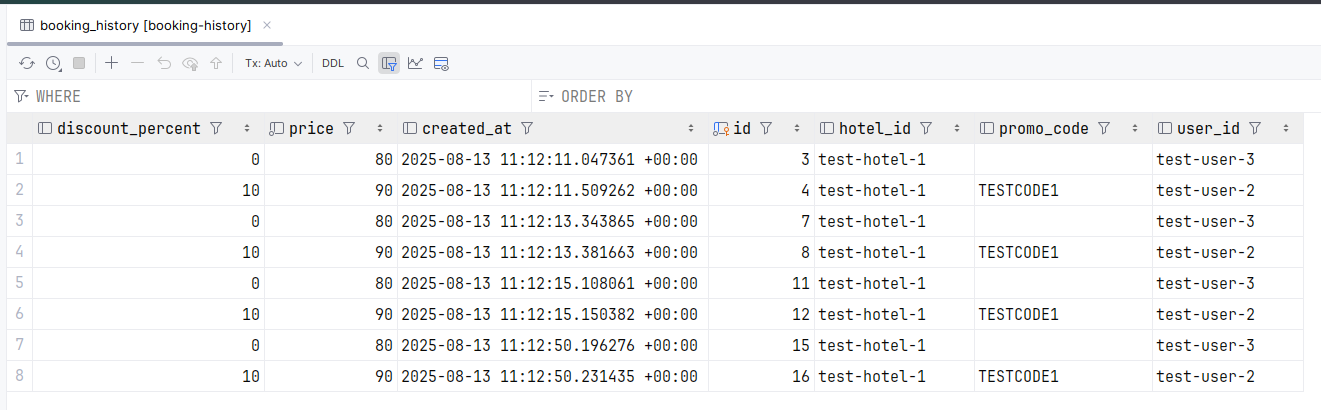 booking_history [booking-history]
Tx: Auto DDL
WHERE ORDER BY
discount_percent price created_at id hotel_id promo_code user_id
1 0 80 2025-08-13 11:12:11.047361 +00:00 3 test-hotel-1 test-user-3
2 10 90 2025-08-13 11:12:11.509262 +00:00 4 test-hotel-1 TESTCODE1 test-user-2
3 0 80 2025-08-13 11:12:13.343865 +00:00 7 test-hotel-1 test-user-3
4 10 90 2025-08-13 11:12:13.381663 +00:00 8 test-hotel-1 TESTCODE1 test-user-2
5 0 80 2025-08-13 11:12:15.108061 +00:00 11 test-hotel-1 test-user-3
6 10 90 2025-08-13 11:12:15.150382 +00:00 12 test-hotel-1 TESTCODE1 test-user-2
7 0 80 2025-08-13 11:12:50.196276 +00:00 15 test-hotel-1 test-user-3
8 10 90 2025-08-13 11:12:50.231435 +00:00 16 test-hotel-1 TESTCODE1 test-user-2